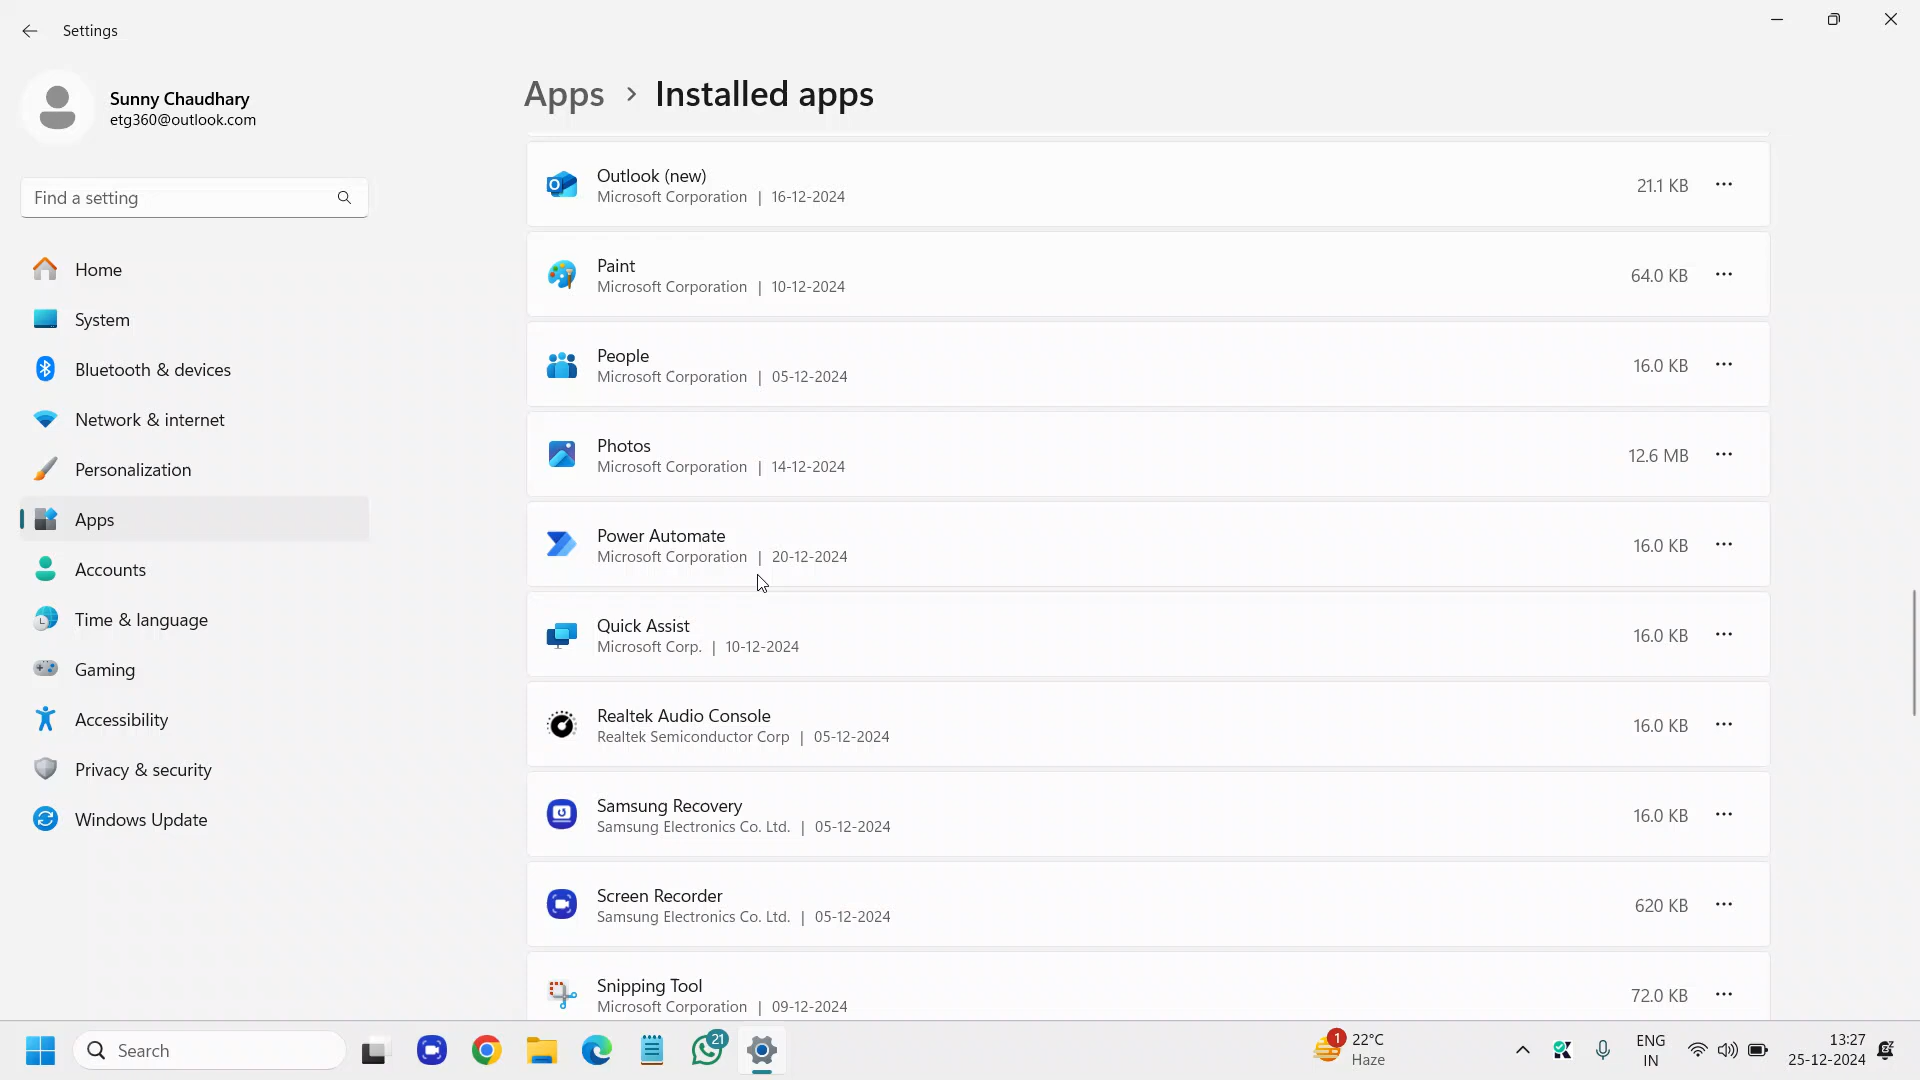 Settings
Sunny Chaudhary
etg360@outlook.com
Find a setting
Home
System
Bluetooth & devices
Network & internet
Personalization
Apps
Accounts
Time & language
Gaming
Accessibility
Privacy & security
Windows Update
Apps > Installed apps
Outlook (new)
Microsoft Corporation | 16-12-2024
21.1 KB
Paint
Microsoft Corporation | 10-12-2024
64.0 KB
People
Microsoft Corporation | 05-12-2024
16.0 KB
Photos
Microsoft Corporation | 14-12-2024
12.6 MB
Power Automate
Microsoft Corporation | 20-12-2024
16.0 KB
Quick Assist
Microsoft Corp. | 10-12-2024
16.0 KB
Realtek Audio Console
Realtek Semiconductor Corp | 05-12-2024
16.0 KB
Samsung Recovery
Samsung Electronics Co. Ltd. | 05-12-2024
16.0 KB
Screen Recorder
Samsung Electronics Co. Ltd. | 05-12-2024
620 KB
Snipping Tool
Microsoft Corporation | 09-12-2024
72.0 KB
Search
21
1
22°C
Haze
ENG
IN
13:27
25-12-2024